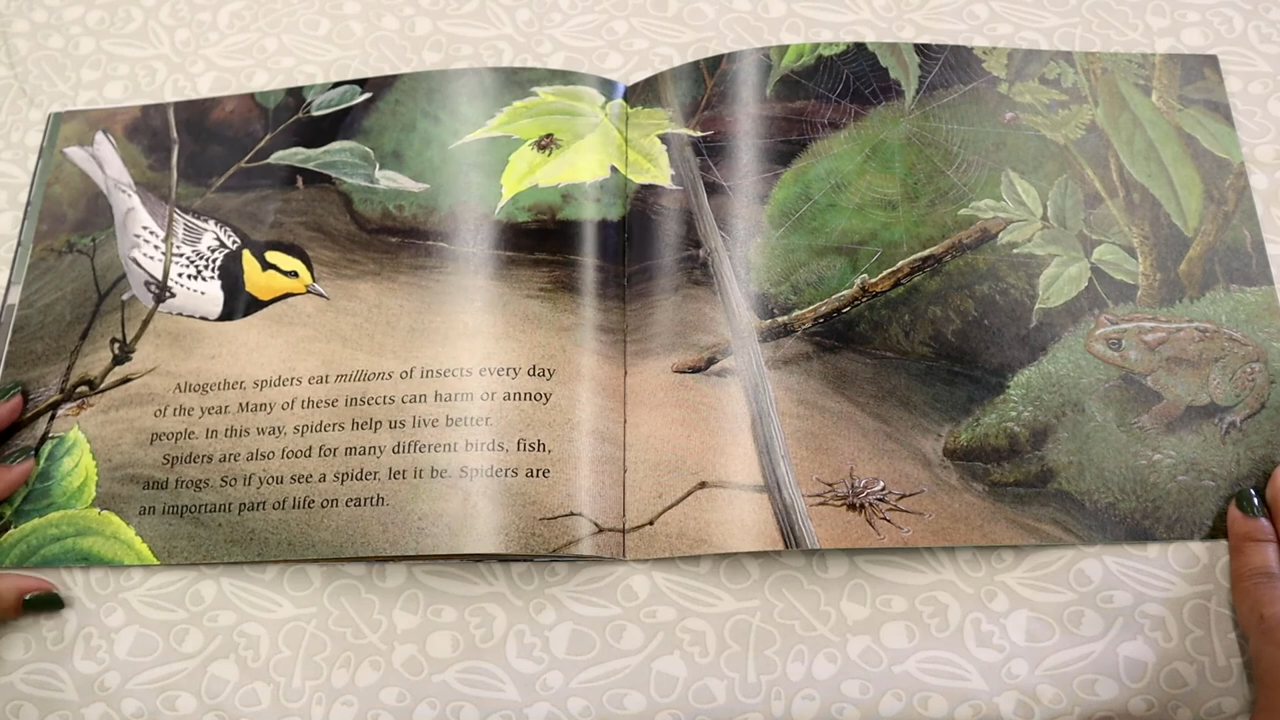 Altogether, spiders eat millions of insects every day
of the year. Many of these insects can harm or annoy
people. In this way, spiders help us live better.
Spiders are also food for many different birds, fish,
and frogs. So if you see a spider, let it be. Spiders are
an important part of life on earth.